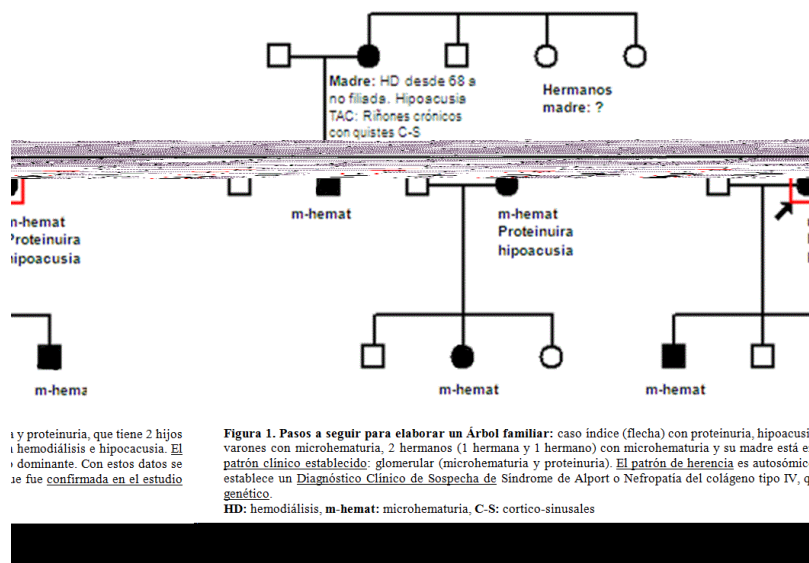 Madre: HD desde 68 a
no filiada. Hipoacusia
TAC: Riñones crónicos
con quistes C-S
Hermanos
madre: ?
m-hemat
Proteinuira
hipoacusia
m-hemat
m-hemat
Proteinuira
hipoacusia
m-hema
m-hemat
m-hemat
a y proteinuria, que tiene 2 hijos
hemodiálisis e hipocacusia. El
dominante. Con estos datos se
ue fue confirmada en el estudio
Figura 1. Pasos a seguir para elaborar un Árbol familiar: caso índice (flecha) con proteinuria, hipoacusi
varones con microhematuria, 2 hermanos (1 hermana y 1 hermano) con microhematuria y su madre está e
patrón clínico establecido: glomerular (microhematuria y proteinuria). El patrón de herencia es autosómic
establece un Diagnóstico Clínico de Sospecha de Síndrome de Alport o Nefropatía del colágeno tipo IV, q
genético.
HD: hemodiálisis, m-hemat: microhematuria, C-S: cortico-sinusales